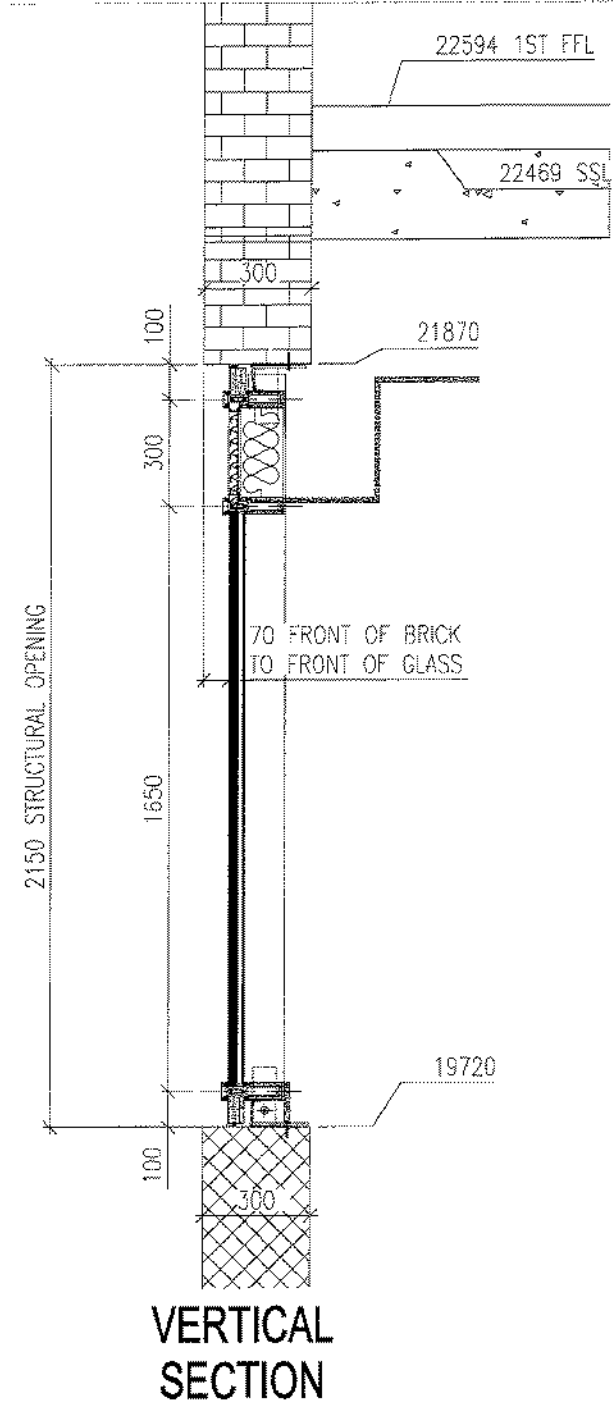 22594 1ST FFL
22469 SSL
300
100
21870
300
70 FRONT OF BRICK
TO FRONT OF GLASS
2150 STRUCTURAL OPENING
1650
19720
100
300
VERTICAL
SECTION